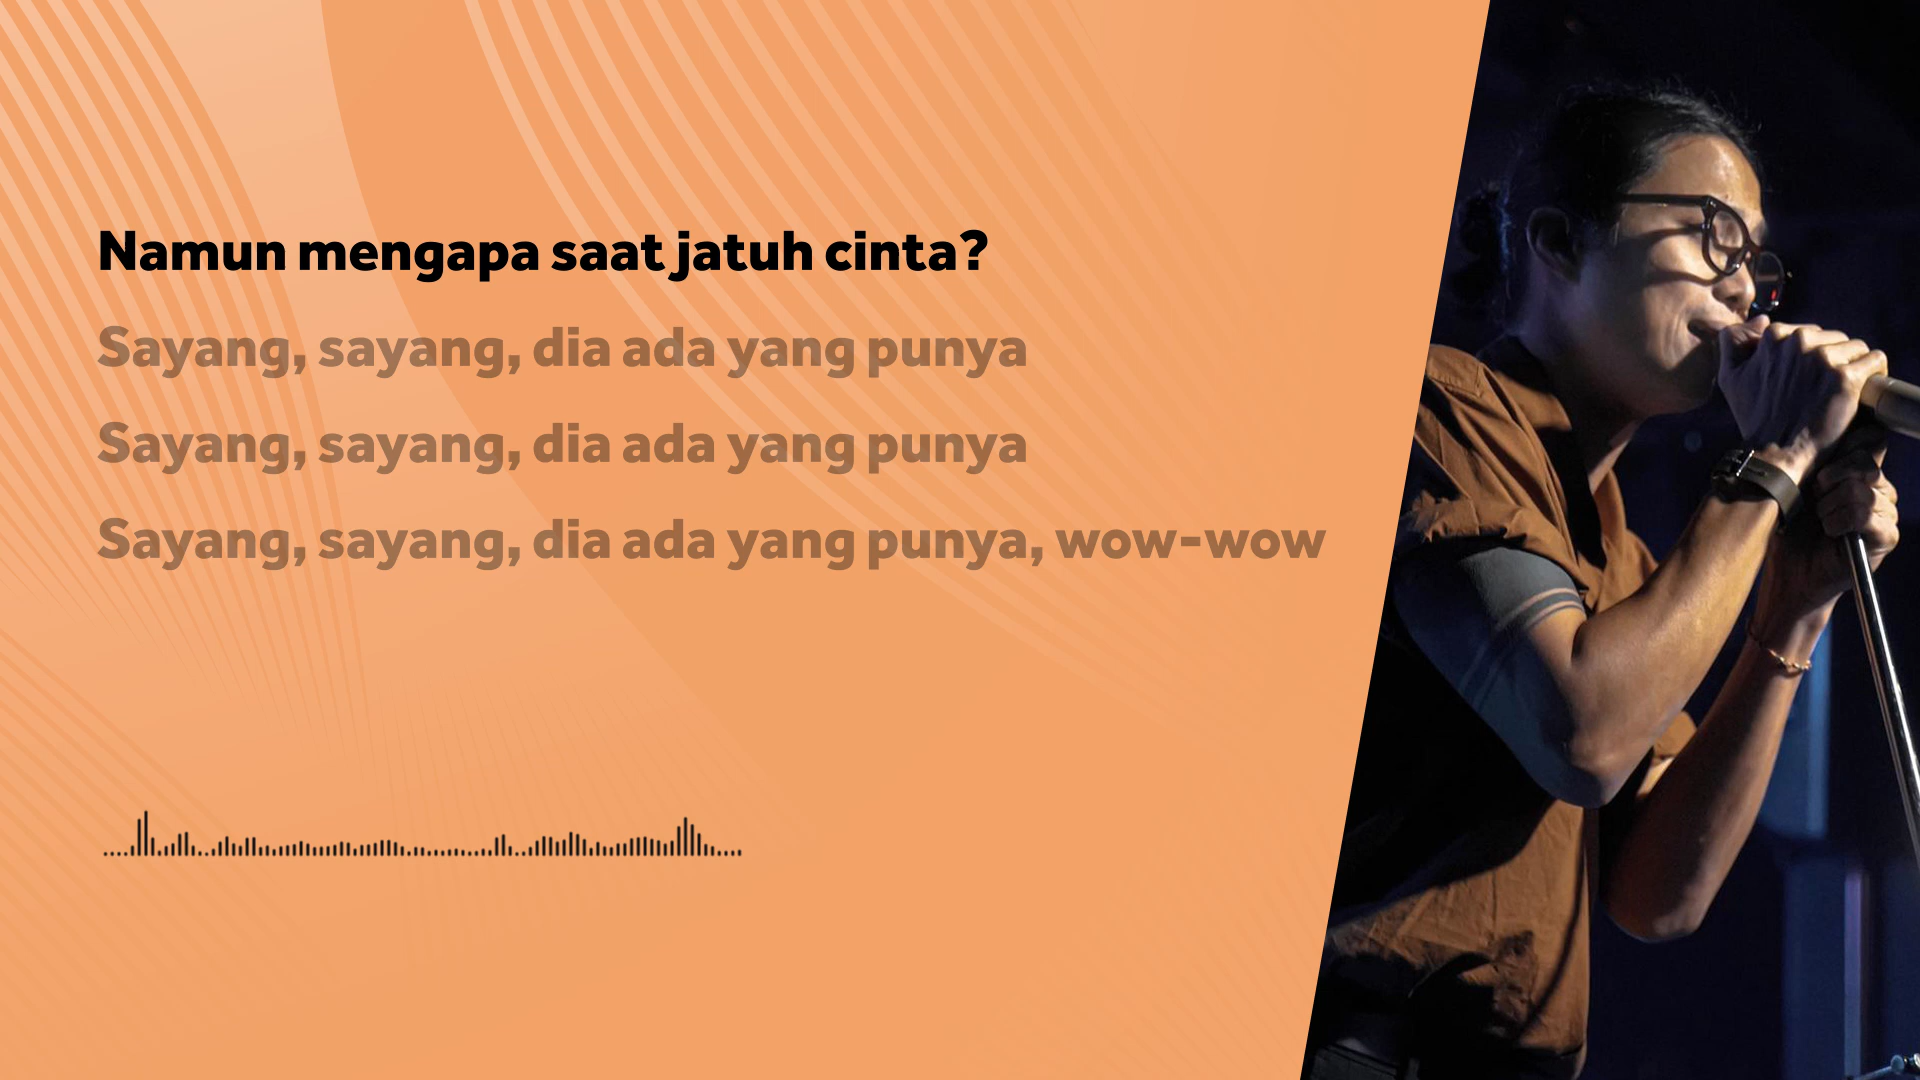 Namun mengapa saat jatuh cinta?
Sayang, sayang, dia ada yang punya
Sayang, sayang, dia ada yang punya
Sayang, sayang, dia ada yang punya, wow-wow